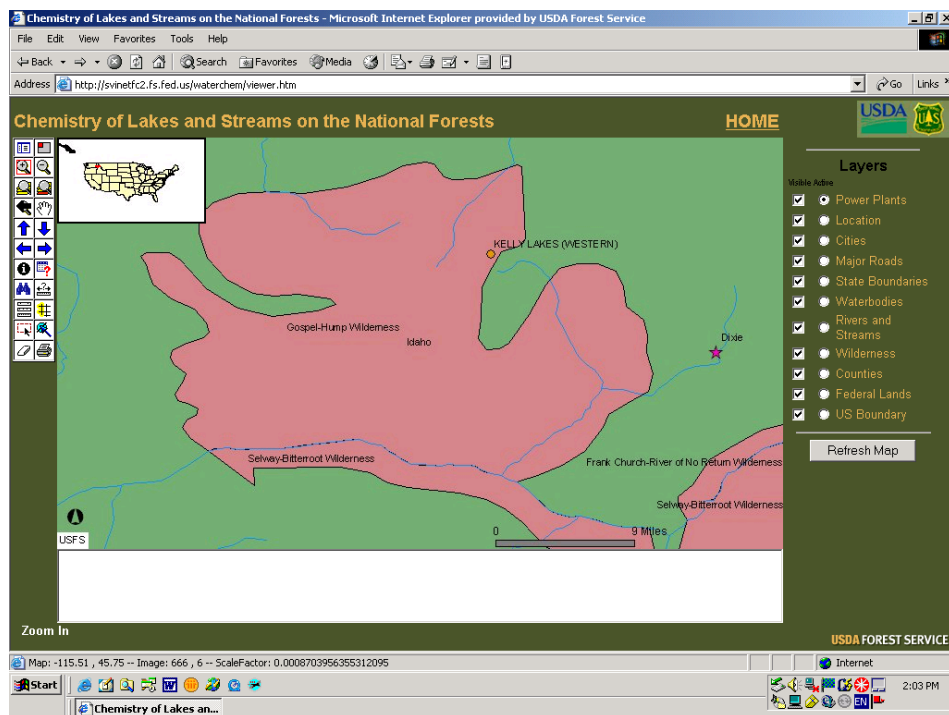 Chemistry of Lakes and Streams on the National Forests - Microsoft Internet Explorer provided by USDA Forest Service
File Edit View Favorites Tools Help
Back Search Favorites Media
Address http://svinetfc2.fs.fed.us/waterchem/viewer.htm Go Links »
Chemistry of Lakes and Streams on the National Forests HOME USDA UAS
Layers
Visible Active
Power Plants
Location
Cities
Major Roads
State Boundaries
Waterbodies
Rivers and
Streams
Wilderness
Counties
Federal Lands
US Boundary
Refresh Map
KELLY LAKES (WESTERN)
Gospel-Hump Wilderness
Idaho
Dixie
Selway-Bitterroot Wilderness
Frank Church-River of No Return Wilderness
Selway-Bitterroot Wilderness
USFS
0 9 Miles
Zoom In
USDA FOREST SERVICE
Map: -115.51 , 45.75 -- Image: 666 , 6 -- ScaleFactor: 0.0008703956355312095 Internet
Start EN 2:03 PM
Chemistry of Lakes an...